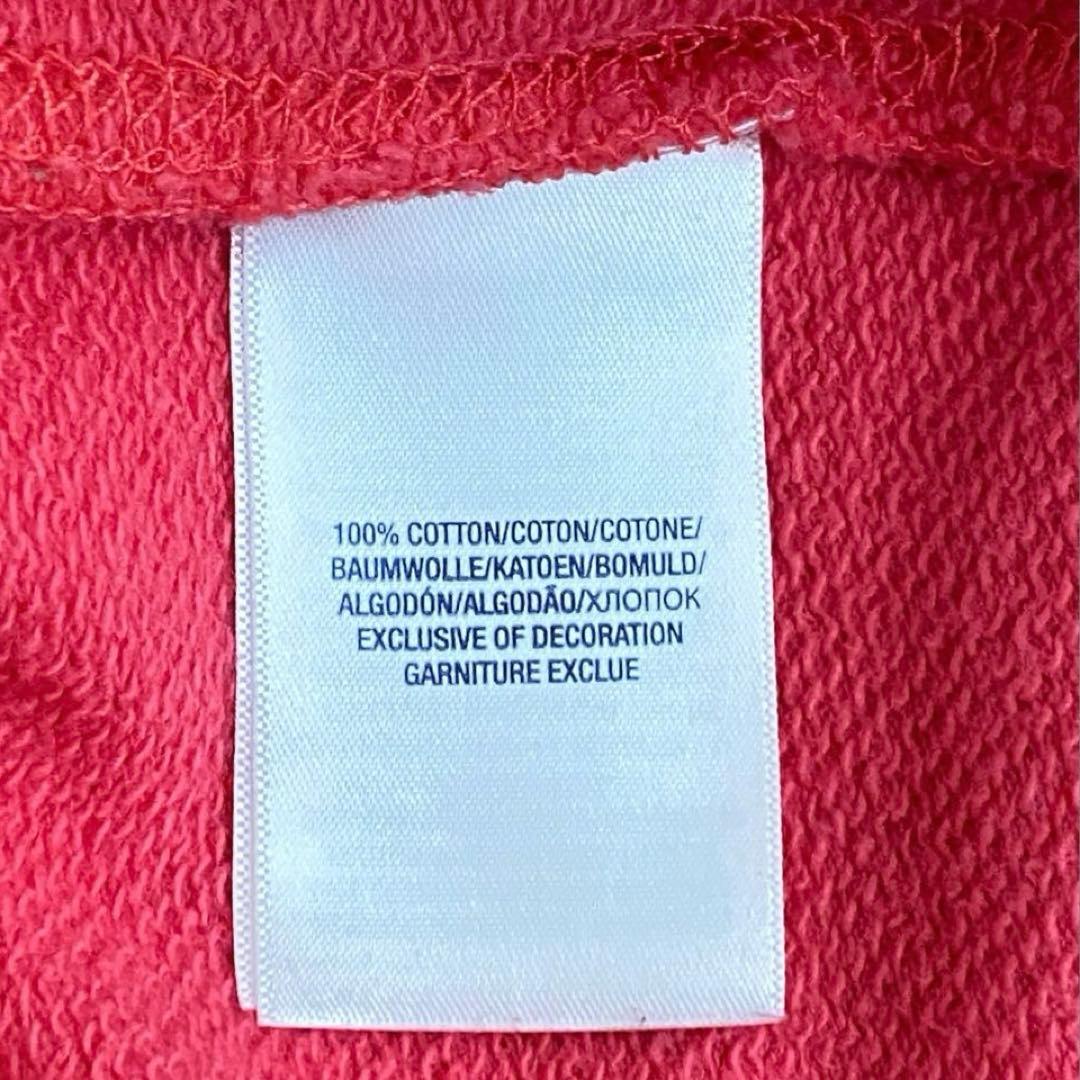 100% COTTON/COTON/COTONE/
BAUMWOLLE/KATOEN/BOMULD/
ALGODÓN/ALGODÃO/ХЛОПОК
EXCLUSIVE OF DECORATION
GARNITURE EXCLUE